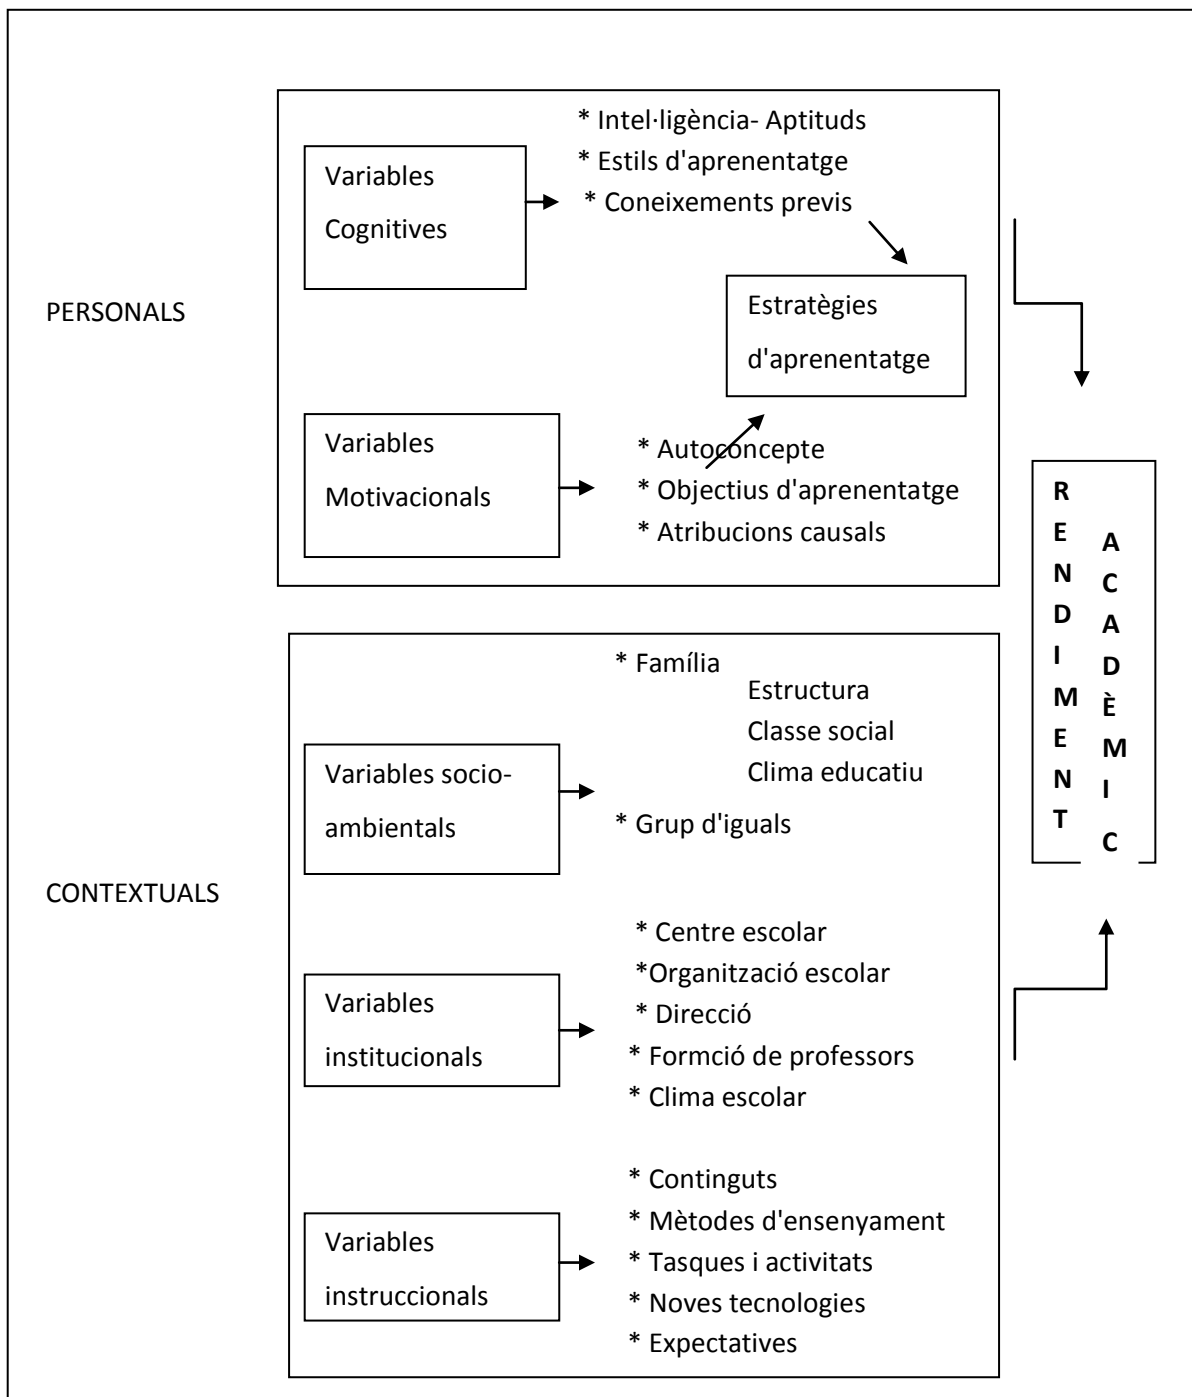 * Intel·ligència- Aptituds
* Estils d'aprenentatge
* Coneixements previs
Variables
Cognitives
PERSONALS
Estratègies
d'aprenentatge
Variables
Motivacionals
* Autoconcepte
* Objectius d'aprenentatge
* Atribucions causals
RENDIMENT
ACADÈMIC
* Família
Estructura
Classe social
Clima educatiu
* Grup d'iguals
Variables socio-
ambientals
CONTEXTUALS
* Centre escolar
*Organització escolar
* Direcció
* Formció de professors
* Clima escolar
Variables
institucionals
* Continguts
* Mètodes d'ensenyament
* Tasques i activitats
* Noves tecnologies
* Expectatives
Variables
instruccionals